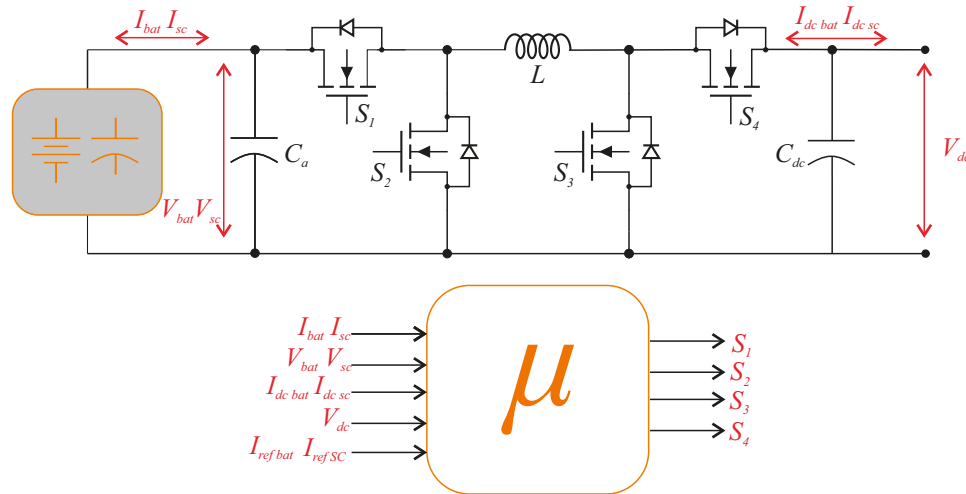 I_bat I_sc
I_dc bat I_dc sc
L
S_1
S_4
C_a
S_2
S_3
C_dc
V_dc
V_bat V_sc
I_bat I_sc
V_bat V_sc
I_dc bat I_dc sc
V_dc
I_ref bat I_ref SC
μ
S_1
S_2
S_3
S_4